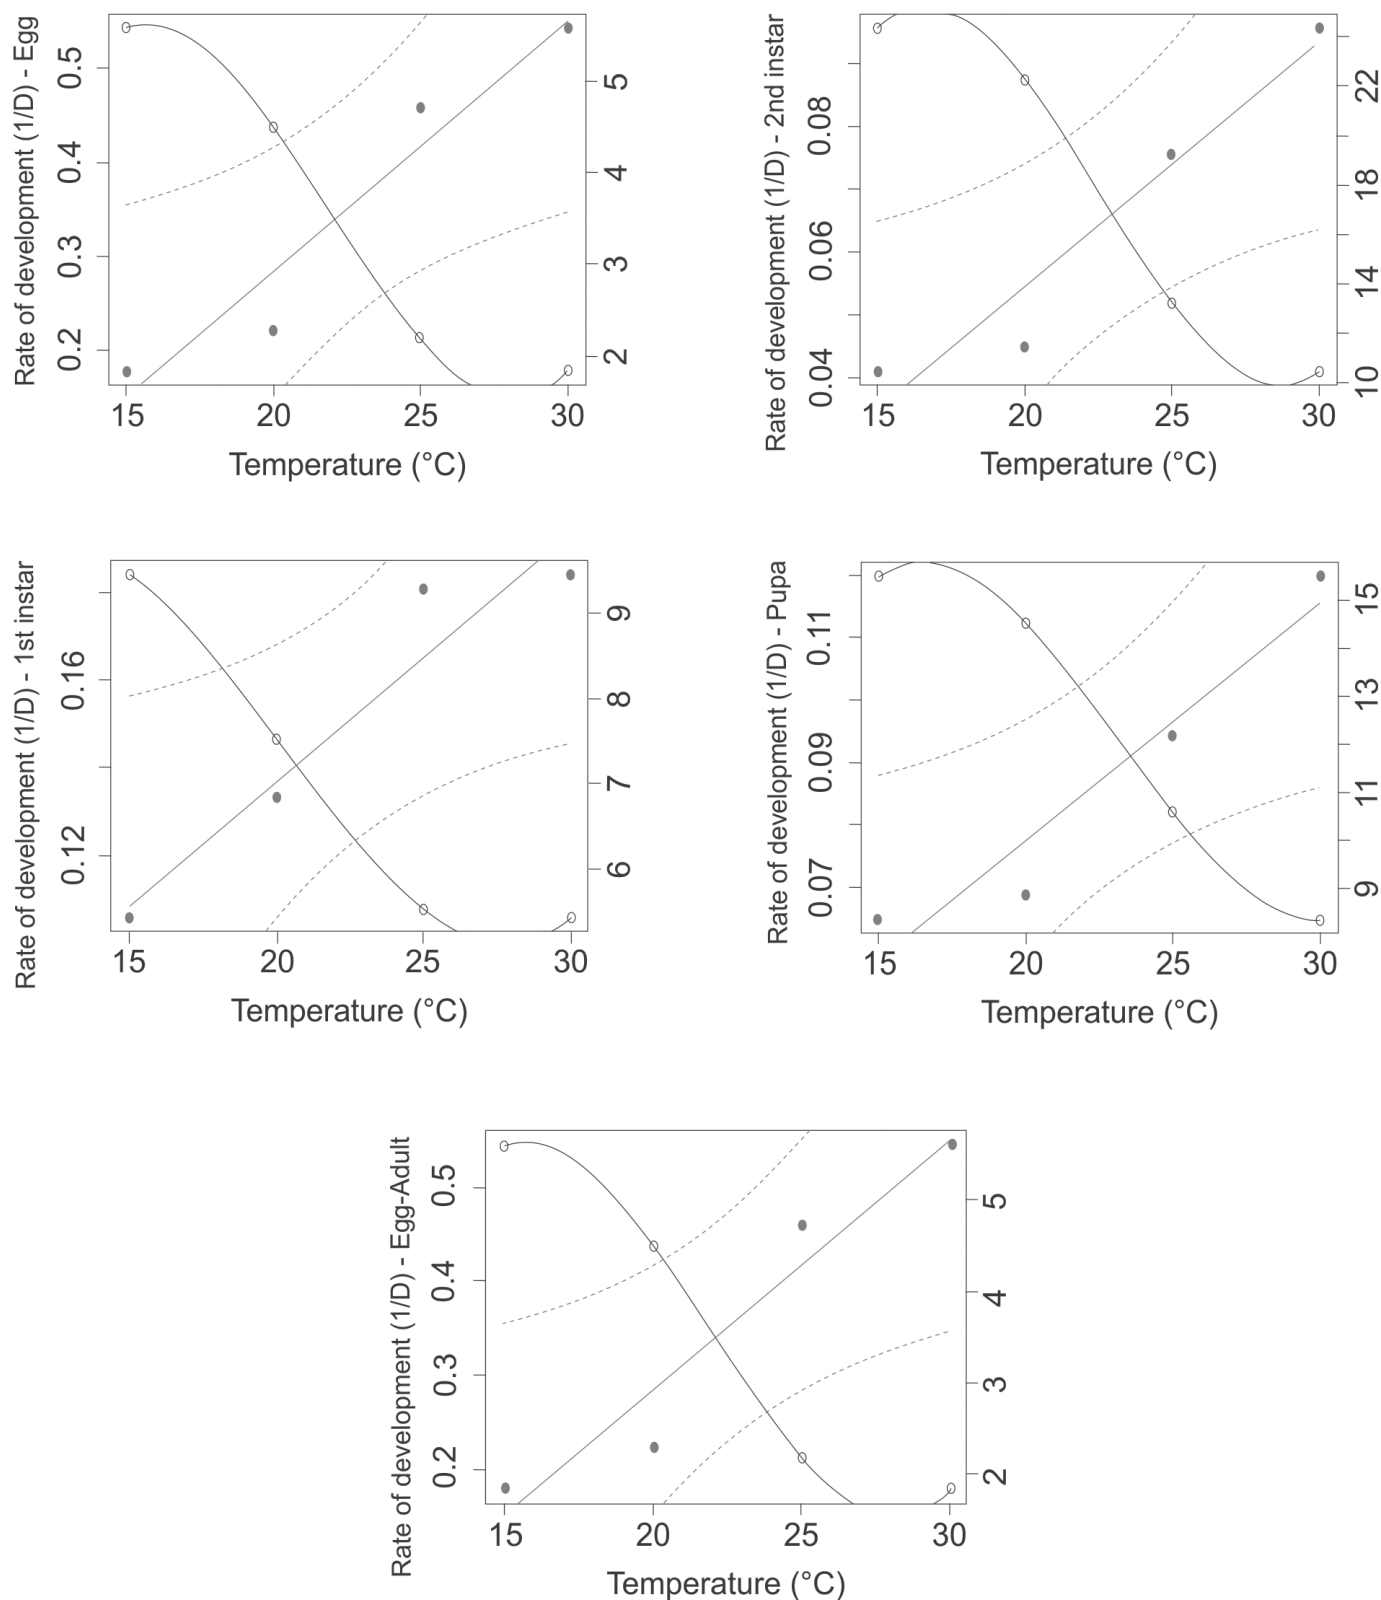 Rate of development (1/D) - Egg
0.2 0.3 0.4 0.5
2 3 4 5
15 20 25 30
Temperature (°C)
Rate of development (1/D) - 2nd instar
0.04 0.06 0.08
10 14 18 22
15 20 25 30
Temperature (°C)
Rate of development (1/D) - 1st instar
0.12 0.16
6 7 8 9
15 20 25 30
Temperature (°C)
Rate of development (1/D) - Pupa
0.07 0.09 0.11
9 11 13 15
15 20 25 30
Temperature (°C)
Rate of development (1/D) - Egg-Adult
0.2 0.3 0.4 0.5
2 3 4 5
15 20 25 30
Temperature (°C)